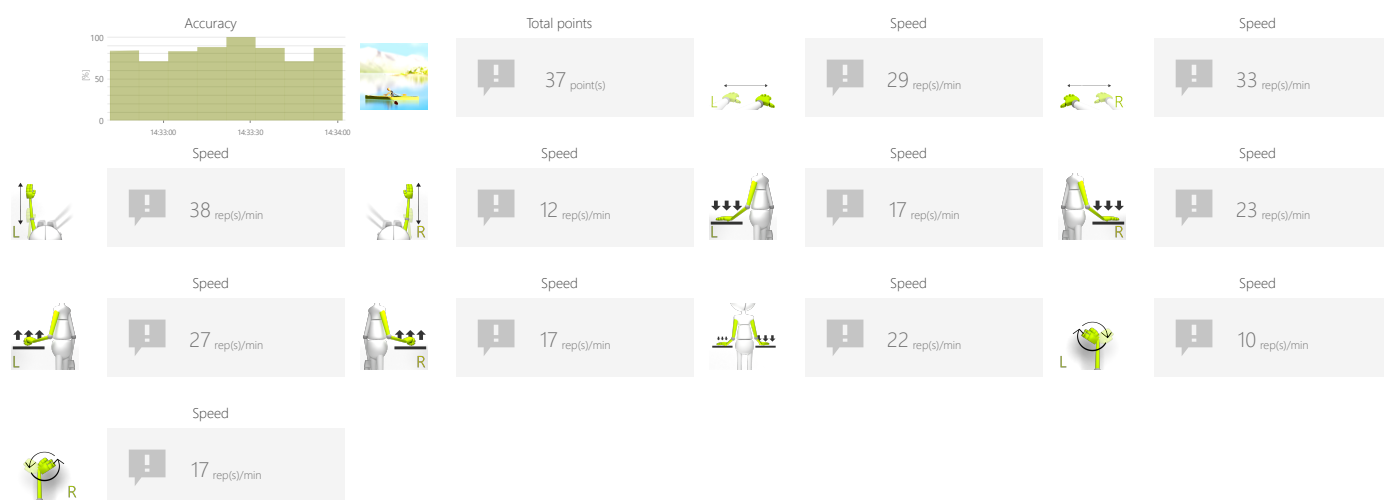 Accuracy
Total points
Speed
Speed
100
[%]
50
0
14:33:00
14:33:30
14:34:00
37 point(s)
L
29 rep(s)/min
R
33 rep(s)/min
Speed
Speed
Speed
Speed
L
38 rep(s)/min
R
12 rep(s)/min
L
17 rep(s)/min
R
23 rep(s)/min
Speed
Speed
Speed
Speed
L
27 rep(s)/min
R
17 rep(s)/min
22 rep(s)/min
L
10 rep(s)/min
Speed
R
17 rep(s)/min